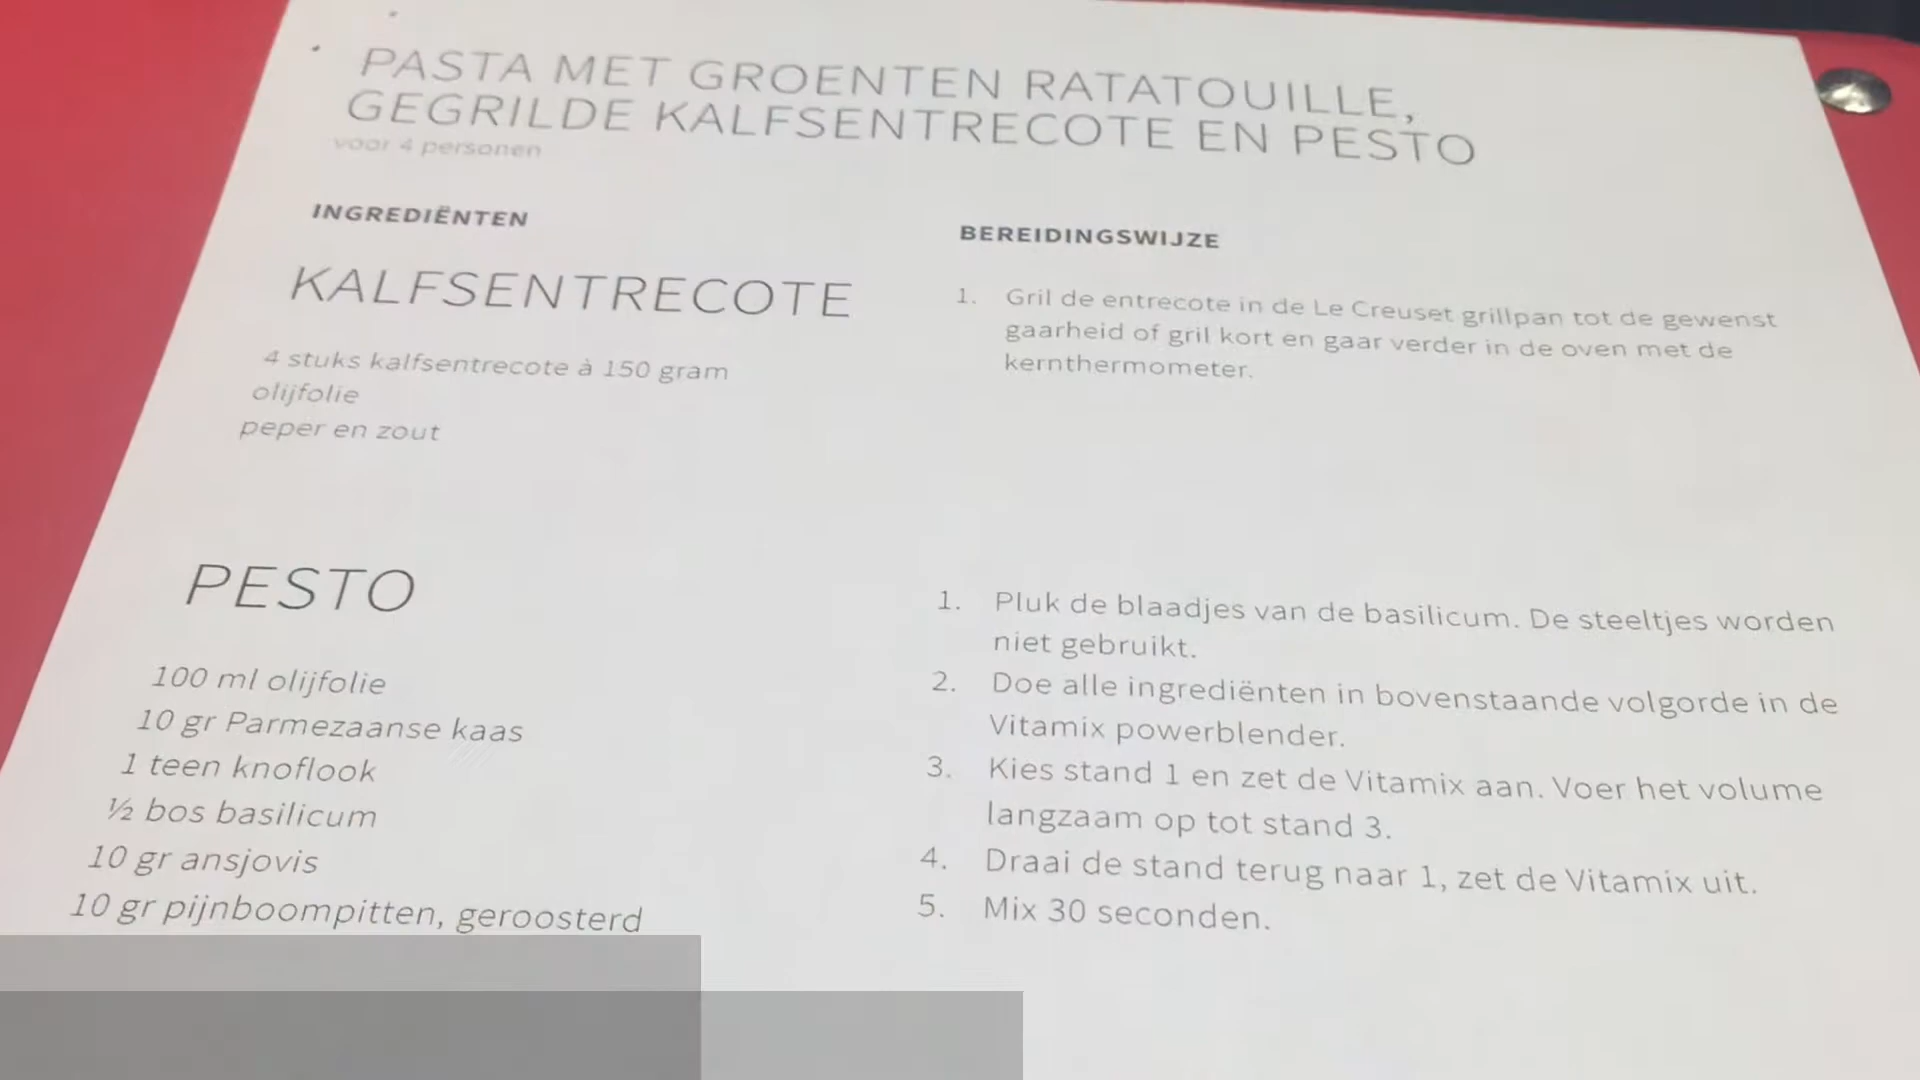 PASTA MET GROENTEN RATATOUILLE,
GEGRILDE KALFSENTRECOTE EN PESTO
voor 4 personen
INGREDIËNTEN
KALFSENTRECOTE
4 stuks kalfsentrecote à 150 gram
olijfolie
peper en zout
BEREIDINGSWIJZE
1. Gril de entrecote in de Le Creuset grillpan tot de gewenst
gaarheid of gril kort en gaar verder in de oven met de
kernthermometer.
PESTO
100 ml olijfolie
10 gr Parmezaanse kaas
1 teen knoflook
½ bos basilicum
10 gr ansjovis
10 gr pijnboompitten, geroosterd
1. Pluk de blaadjes van de basilicum. De steeltjes worden
niet gebruikt.
2. Doe alle ingrediënten in bovenstaande volgorde in de
Vitamix powerblender.
3. Kies stand 1 en zet de Vitamix aan. Voer het volume
langzaam op tot stand 3.
4. Draai de stand terug naar 1, zet de Vitamix uit.
5. Mix 30 seconden.